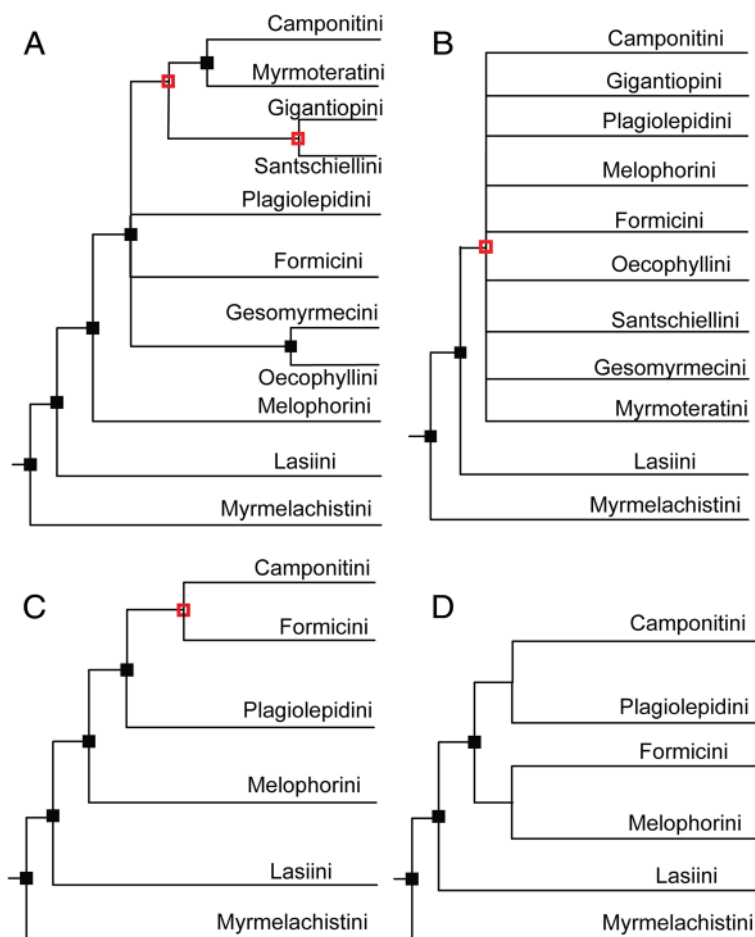 A
Camponitini
Myrmoteratini
Gigantiopini
Santschiellini
Plagiolepidini
Formicini
Gesomyrmecini
Oecophyllini
Melophorini
Lasiini
Myrmelachistini
B
Camponitini
Gigantiopini
Plagiolepidini
Melophorini
Formicini
Oecophyllini
Santschiellini
Gesomyrmecini
Myrmoteratini
Lasiini
Myrmelachistini
C
Camponitini
Formicini
Plagiolepidini
Melophorini
Lasiini
Myrmelachistini
D
Camponitini
Plagiolepidini
Formicini
Melophorini
Lasiini
Myrmelachistini